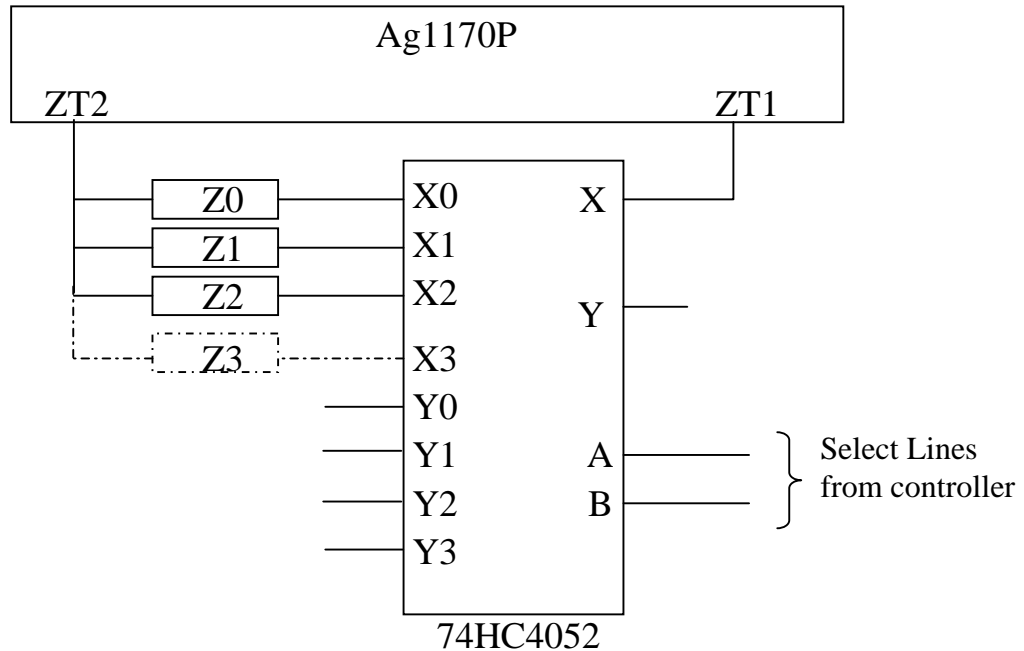 Ag1170P
ZT2
ZT1
Z0
X0
X
Z1
X1
Z2
X2
Y
Z3
X3
Y0
Y1
A
Select Lines
from controller
Y2
B
Y3
74HC4052